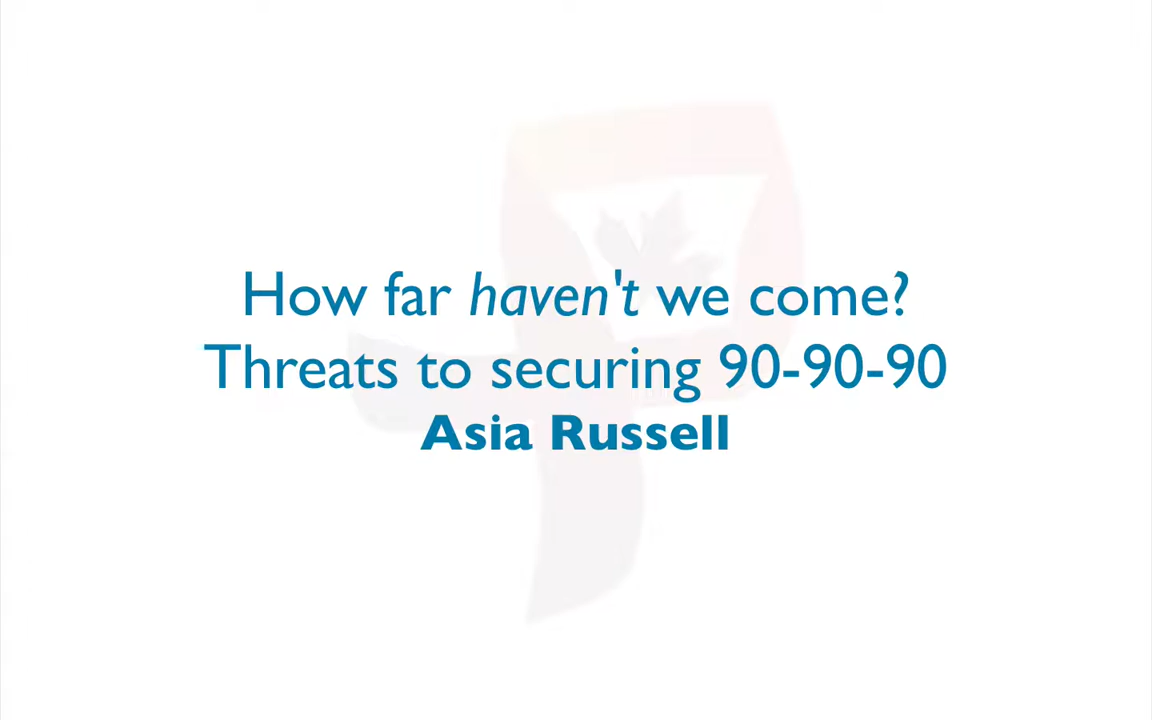 How far haven't we come?
Threats to securing 90-90-90
Asia Russell